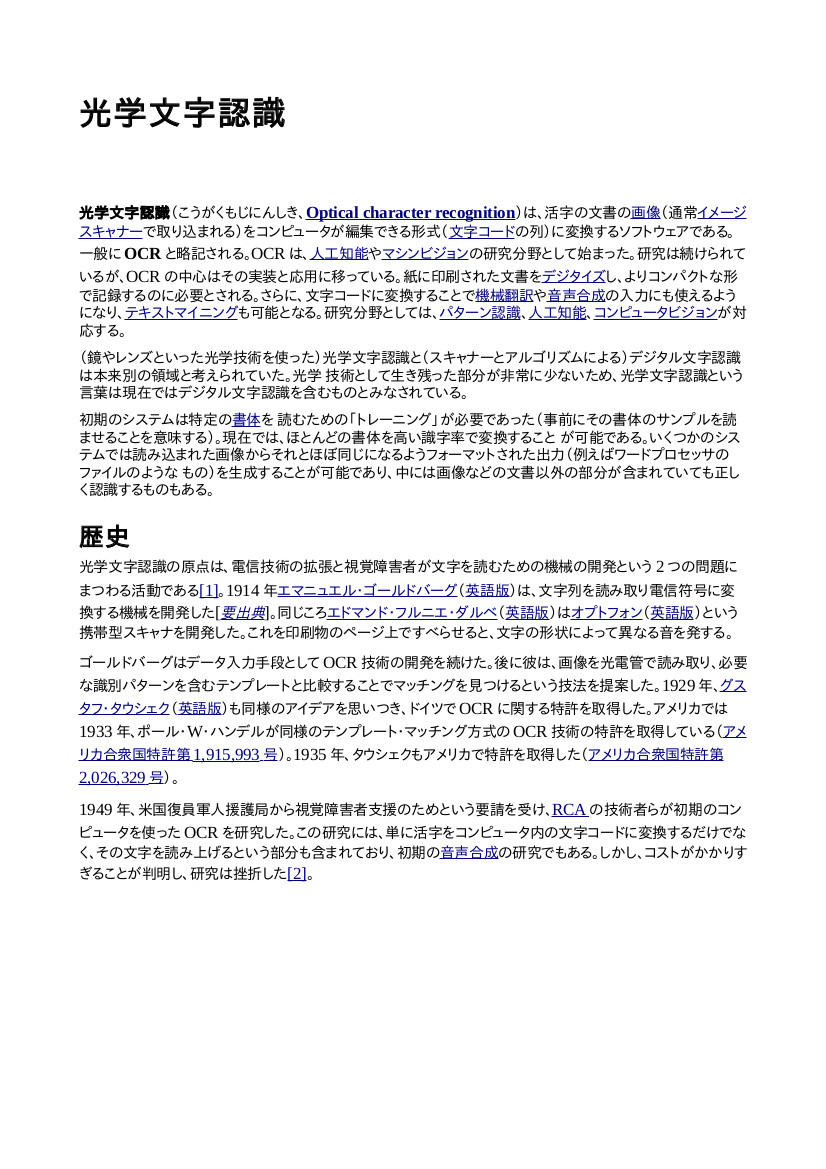 光学文字認識
光学文字認識（こうがくもじにんしき、Optical character recognition）は、活字の文書の画像（通常イメージ
スキャナーで取り込まれる）をコンピュータが編集できる形式（文字コードの列）に変換するソフトウェアである。
一般に OCR と略記される。OCR は、人工知能やマシンビジョンの研究分野として始まった。研究は続けられて
いるが、OCR の中心はその実装と応用に移っている。紙に印刷された文書をデジタイズし、よりコンパクトな形
で記録するのに必要とされる。さらに、文字コードに変換することで機械翻訳や音声合成の入力にも使えるよう
になり、テキストマイニングも可能となる。研究分野としては、パターン認識、人工知能、コンピュータビジョンが対
応する。
（鏡やレンズといった光学技術を使った）光学文字認識と（スキャナーとアルゴリズムによる）デジタル文字認識
は本来別の領域と考えられていた。光学 技術として生き残った部分が非常に少ないため、光学文字認識という
言葉は現在ではデジタル文字認識を含むものとみなされている。
初期のシステムは特定の書体を 読むための「トレーニング」が必要であった（事前にその書体のサンプルを読
ませることを意味する）。現在では、ほとんどの書体を高い識字率で変換すること が可能である。いくつかのシス
テムでは読み込まれた画像からそれとほぼ同じになるようフォーマットされた出力（例えばワードプロセッサの
ファイルのような もの）を生成することが可能であり、中には画像などの文書以外の部分が含まれていても正し
く認識するものもある。
歴史
光学文字認識の原点は、電信技術の拡張と視覚障害者が文字を読むための機械の開発という 2 つの問題に
まつわる活動である[1]。1914 年エマニュエル・ゴールドバーグ（英語版）は、文字列を読み取り電信符号に変
換する機械を開発した[要出典]。同じころエドマンド・フルニエ・ダルベ（英語版）はオプトフォン（英語版）という
携帯型スキャナを開発した。これを印刷物のページ上ですべらせると、文字の形状によって異なる音を発する。
ゴールドバーグはデータ入力手段として OCR 技術の開発を続けた。後に彼は、画像を光電管で読み取り、必要
な識別パターンを含むテンプレートと比較することでマッチングを見つけるという技法を提案した。1929 年、グス
タフ・タウシェク（英語版）も同様のアイデアを思いつき、ドイツで OCR に関する特許を取得した。アメリカでは
1933 年、ポール・W・ハンデルが同様のテンプレート・マッチング方式の OCR 技術の特許を取得している（アメ
リカ合衆国特許第 1,915,993 号）。1935 年、タウシェクもアメリカで特許を取得した（アメリカ合衆国特許第
2,026,329 号）。
1949 年、米国復員軍人援護局から視覚障害者支援のためという要請を受け、RCA の技術者らが初期のコン
ピュータを使った OCR を研究した。この研究には、単に活字をコンピュータ内の文字コードに変換するだけでな
く、その文字を読み上げるという部分も含まれており、初期の音声合成の研究でもある。しかし、コストがかかりす
ぎることが判明し、研究は挫折した[2]。